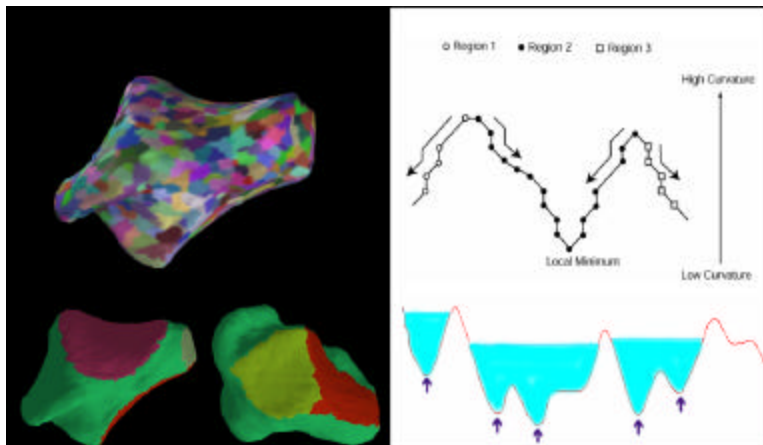 Region 1 Region 2 Region 3
High Curvature
Local Minimum
Low Curvature